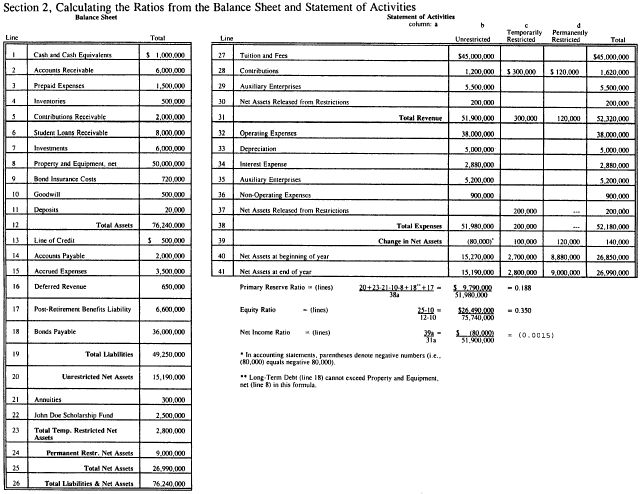 Section 2, Calculating the Ratios from the Balance Sheet and Statement of Activities
Balance Sheet
Line Total
1 Cash and Cash Equivalents $ 1,000,000
2 Accounts Receivable 6,000,000
3 Prepaid Expenses 1,500,000
4 Inventories 500,000
5 Contributions Receivable 2,000,000
6 Student Loans Receivable 8,000,000
7 Investments 6,000,000
8 Property and Equipment, net 50,000,000
9 Bond Insurance Costs 720,000
10 Goodwill 500,000
11 Deposits 20,000
12 Total Assets 76,240,000
13 Line of Credit $ 500,000
14 Accounts Payable 2,000,000
15 Accrued Expenses 3,500,000
16 Deferred Revenue 650,000
17 Post-Retirement Benefits Liability 6,600,000
18 Bonds Payable 36,000,000
19 Total Liabilities 49,250,000
20 Unrestricted Net Assets 15,190,000
21 Annuities 300,000
22 John Doe Scholarship Fund 2,500,000
23 Total Temp. Restricted Net Assets 2,800,000
24 Permanent Restr. Net Assets 9,000,000
25 Total Net Assets 26,990,000
26 Total Liabilities & Net Assets 76,240,000
Statement of Activities
column: a b c d
Line Unrestricted Temporarily Restricted Permanently Restricted Total
27 Tuition and Fees $45,000,000 $45,000,000
28 Contributions 1,200,000 $ 300,000 $ 120,000 1,620,000
29 Auxiliary Enterprises 5,500,000 5,500,000
30 Net Assets Released from Restrictions 200,000 200,000
31 Total Revenue 51,900,000 300,000 120,000 52,320,000
32 Operating Expenses 38,000,000 38,000,000
33 Depreciation 5,000,000 5,000,000
34 Interest Expense 2,880,000 2,880,000
35 Auxiliary Enterprises 5,200,000 5,200,000
36 Non-Operating Expenses 900,000 900,000
37 Net Assets Released from Restrictions 200,000 --- 200,000
38 Total Expenses 51,980,000 200,000 --- 52,180,000
39 Change in Net Assets (80,000)* 100,000 120,000 140,000
40 Net Assets at beginning of year 15,270,000 2,700,000 8,880,000 26,850,000
41 Net Assets at end of year 15,190,000 2,800,000 9,000,000 26,990,000
Primary Reserve Ratio = (lines) 20+23-21-10-8+18**+17 = $ 9,790,000 = 0.188
38a 51,980,000
Equity Ratio = (lines) 25-10 = $26,490,000 = 0.350
12-10 75,740,000
Net Income Ratio = (lines) 39a = $ (80,000) = (0.0015)
31a 51,900,000
* In accounting statements, parentheses denote negative numbers (i.e.,
(80,000) equals negative 80,000).
** Long-Term Debt (line 18) cannot exceed Property and Equipment,
net (line 8) in this formula.